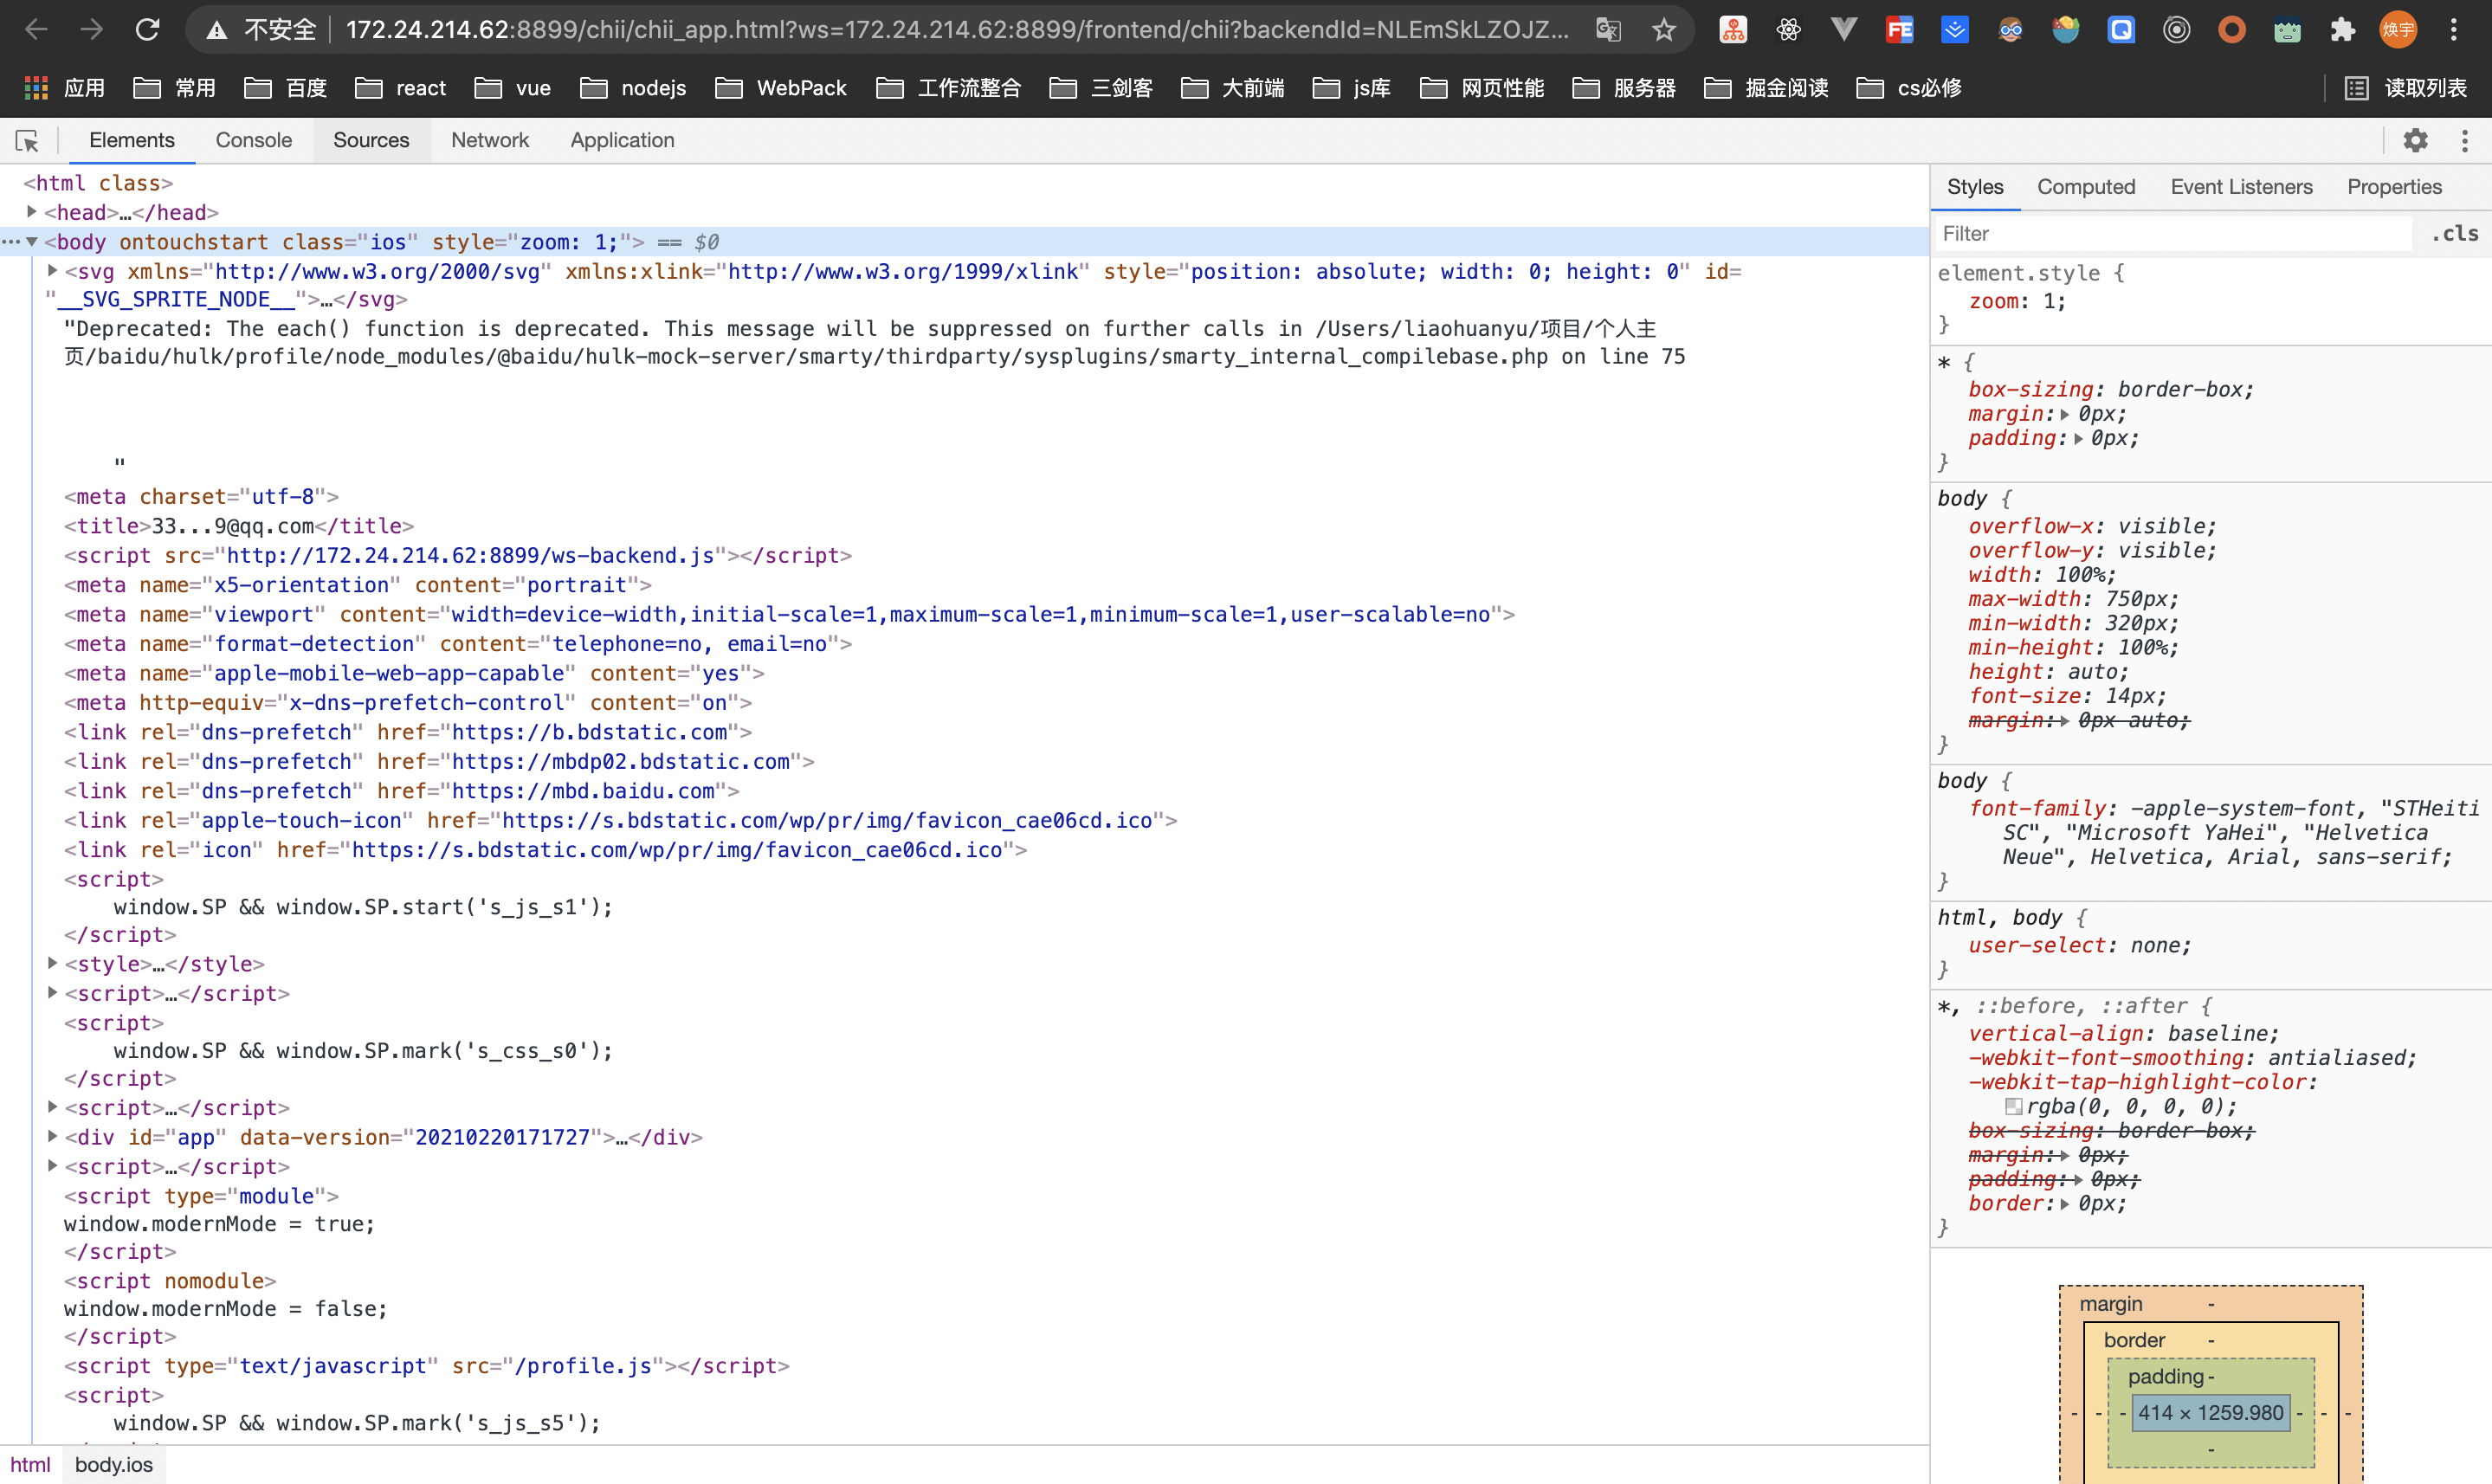 不安全 172.24.214.62:8899/chii/chii_app.html?ws=172.24.214.62:8899/frontend/chii?backendId=NLEmSkLZOJZ... FE 焕宇
应用 常用 百度 react vue nodejs WebPack 工作流整合 三剑客 大前端 js库 网页性能 服务器 掘金阅读 cs必修 读取列表
Elements Console Sources Network Application
<html class>
<head>…</head>
<body ontouchstart class="ios" style="zoom: 1;"> == $0
<svg xmlns="http://www.w3.org/2000/svg" xmlns:xlink="http://www.w3.org/1999/xlink" style="position: absolute; width: 0; height: 0" id=
"__SVG_SPRITE_NODE__">…</svg>
"Deprecated: The each() function is deprecated. This message will be suppressed on further calls in /Users/liaohuanyu/项目/个人主
页/baidu/hulk/profile/node_modules/@baidu/hulk-mock-server/smarty/thirdparty/sysplugins/smarty_internal_compilebase.php on line 75
"
<meta charset="utf-8">
<title>33...9@qq.com</title>
<script src="http://172.24.214.62:8899/ws-backend.js"></script>
<meta name="x5-orientation" content="portrait">
<meta name="viewport" content="width=device-width,initial-scale=1,maximum-scale=1,minimum-scale=1,user-scalable=no">
<meta name="format-detection" content="telephone=no, email=no">
<meta name="apple-mobile-web-app-capable" content="yes">
<meta http-equiv="x-dns-prefetch-control" content="on">
<link rel="dns-prefetch" href="https://b.bdstatic.com">
<link rel="dns-prefetch" href="https://mbdp02.bdstatic.com">
<link rel="dns-prefetch" href="https://mbd.baidu.com">
<link rel="apple-touch-icon" href="https://s.bdstatic.com/wp/pr/img/favicon_cae06cd.ico">
<link rel="icon" href="https://s.bdstatic.com/wp/pr/img/favicon_cae06cd.ico">
<script>
window.SP && window.SP.start('s_js_s1');
</script>
<style>…</style>
<script>…</script>
<script>
window.SP && window.SP.mark('s_css_s0');
</script>
<script>…</script>
<div id="app" data-version="20210220171727">…</div>
<script>…</script>
<script type="module">
window.modernMode = true;
</script>
<script nomodule>
window.modernMode = false;
</script>
<script type="text/javascript" src="/profile.js"></script>
<script>
window.SP && window.SP.mark('s_js_s5');
html body.ios
Styles Computed Event Listeners Properties
Filter .cls
element.style {
zoom: 1;
}
* {
box-sizing: border-box;
margin: 0px;
padding: 0px;
}
body {
overflow-x: visible;
overflow-y: visible;
width: 100%;
max-width: 750px;
min-width: 320px;
min-height: 100%;
height: auto;
font-size: 14px;
margin: 0px auto;
}
body {
font-family: -apple-system-font, "STHeiti
SC", "Microsoft YaHei", "Helvetica
Neue", Helvetica, Arial, sans-serif;
}
html, body {
user-select: none;
}
*, ::before, ::after {
vertical-align: baseline;
-webkit-font-smoothing: antialiased;
-webkit-tap-highlight-color:
rgba(0, 0, 0, 0);
box-sizing: border-box;
margin: 0px;
padding: 0px;
border: 0px;
}
margin -
border -
padding -
- - - 414 × 1259.980 - - -
-